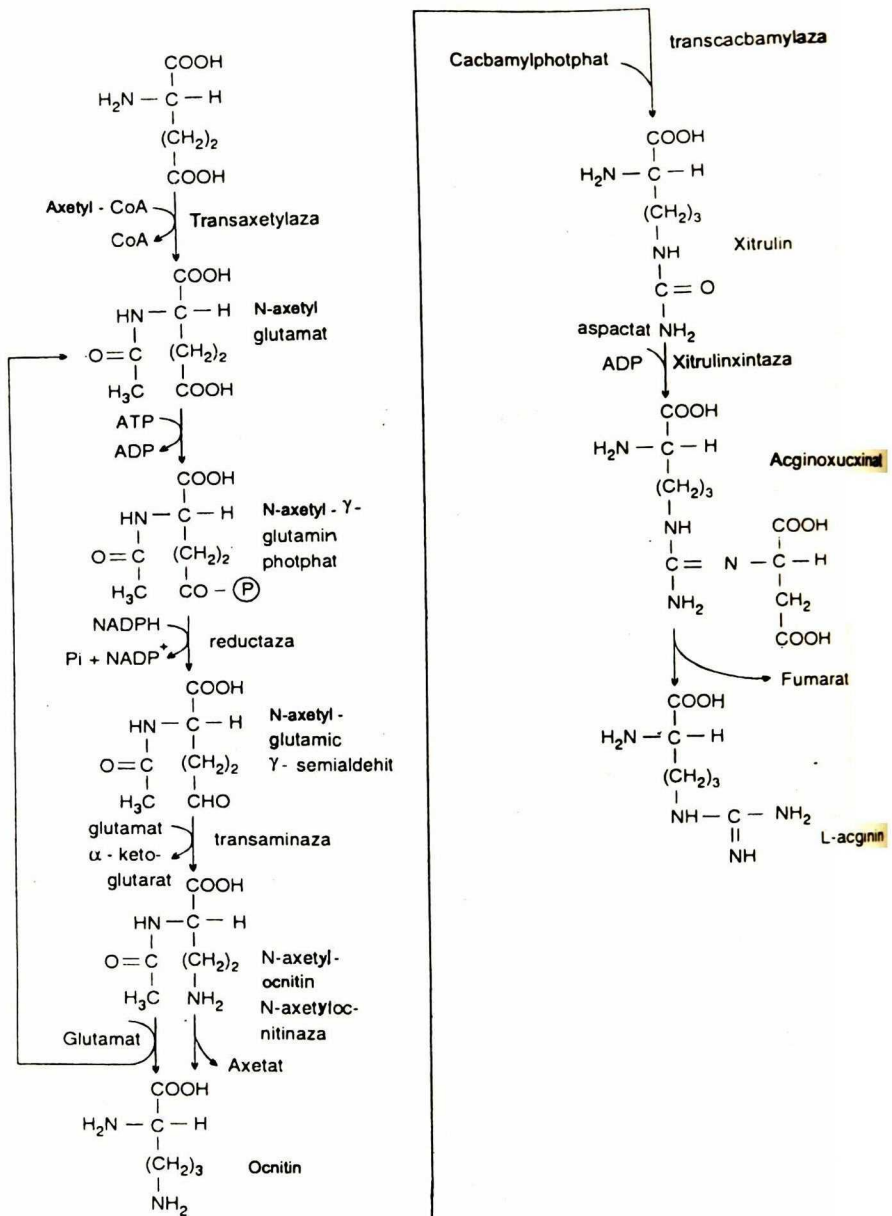 COOH
H₂N — C — H
(CH₂)₂
COOH
Axetyl - CoA
Transaxetylaza
CoA
COOH
HN — C — H
N-axetyl
glutamat
O = C (CH₂)₂
H₃C COOH
ATP
ADP
COOH
HN — C — H
N-axetyl - γ-
glutamin
photphat
O = C (CH₂)₂
H₃C CO - P
NADPH
reductaza
Pi + NADP⁺
COOH
HN — C — H
N-axetyl -
glutamic
γ- semialdehit
O = C (CH₂)₂
H₃C CHO
glutamat
transaminaza
α - keto-
glutarat
COOH
HN — C — H
O = C (CH₂)₂
N-axetyl-
ocnitin
H₃C NH₂
N-axetyloc-
nitinaza
Glutamat
Axetat
COOH
H₂N — C — H
(CH₂)₃
Ocnitin
NH₂
transcacbamylaza
Cacbamylphotphat
COOH
H₂N — C — H
(CH₂)₃
NH
Xitrulin
C = O
aspactat NH₂
ADP Xitrulinxintaza
COOH
H₂N — C — H
Acginoxucxinat
(CH₂)₃
NH COOH
C = N — C — H
NH₂ CH₂
COOH
Fumarat
COOH
H₂N — C — H
(CH₂)₃
NH — C — NH₂
L-acginin
NH